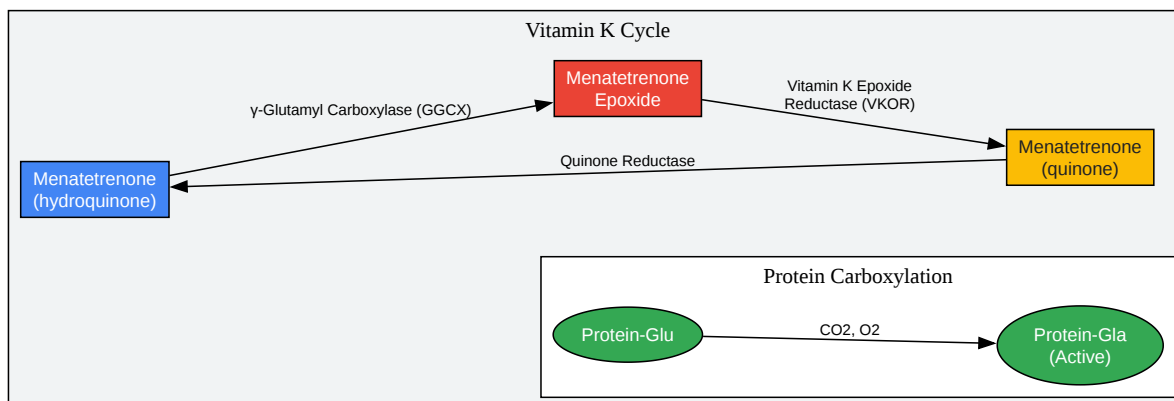 Vitamin K Cycle
Menatetrenone
Epoxide
γ-Glutamyl Carboxylase (GGCX)
Vitamin K Epoxide
Reductase (VKOR)
Menatetrenone
(hydroquinone)
Quinone Reductase
Menatetrenone
(quinone)
Protein Carboxylation
Protein-Glu
CO2, O2
Protein-Gla
(Active)